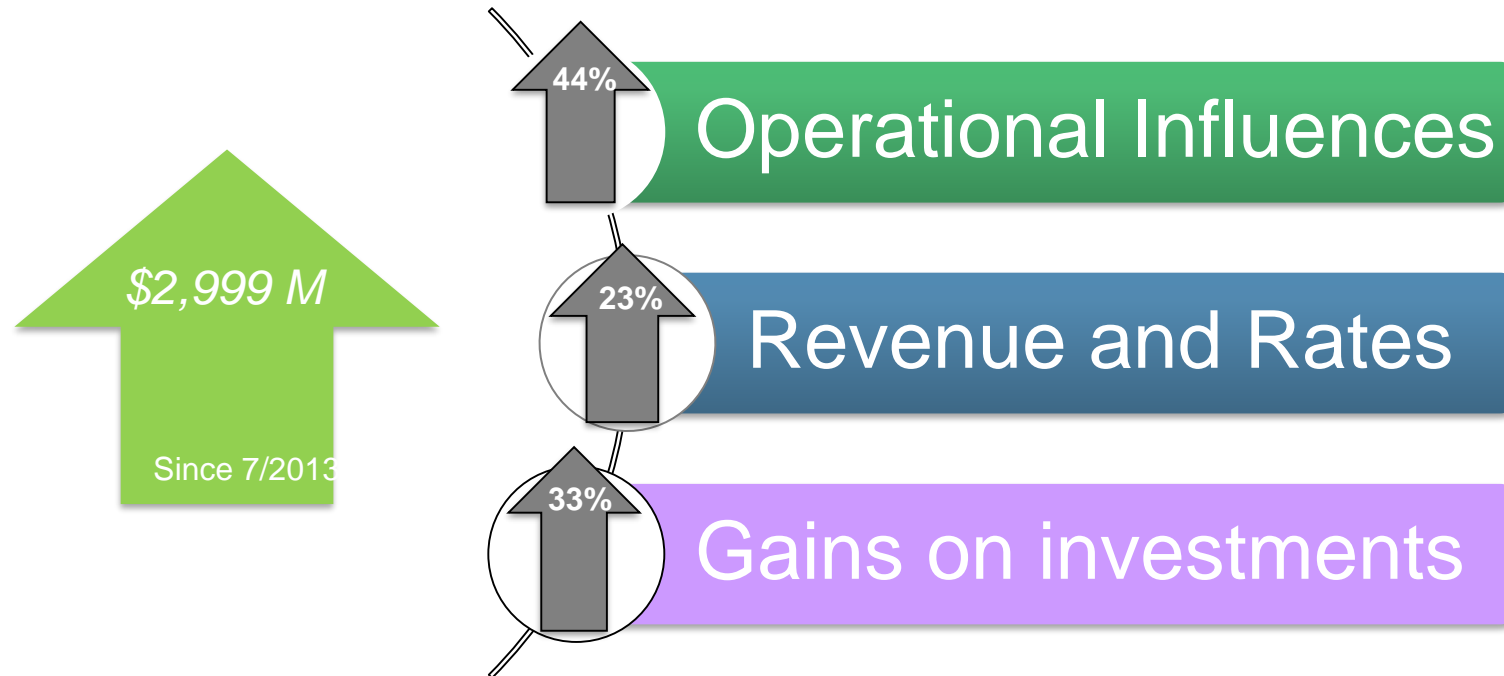 $2,999 M
Since 7/2013
44%
Operational Influences
23%
Revenue and Rates
33%
Gains on investments